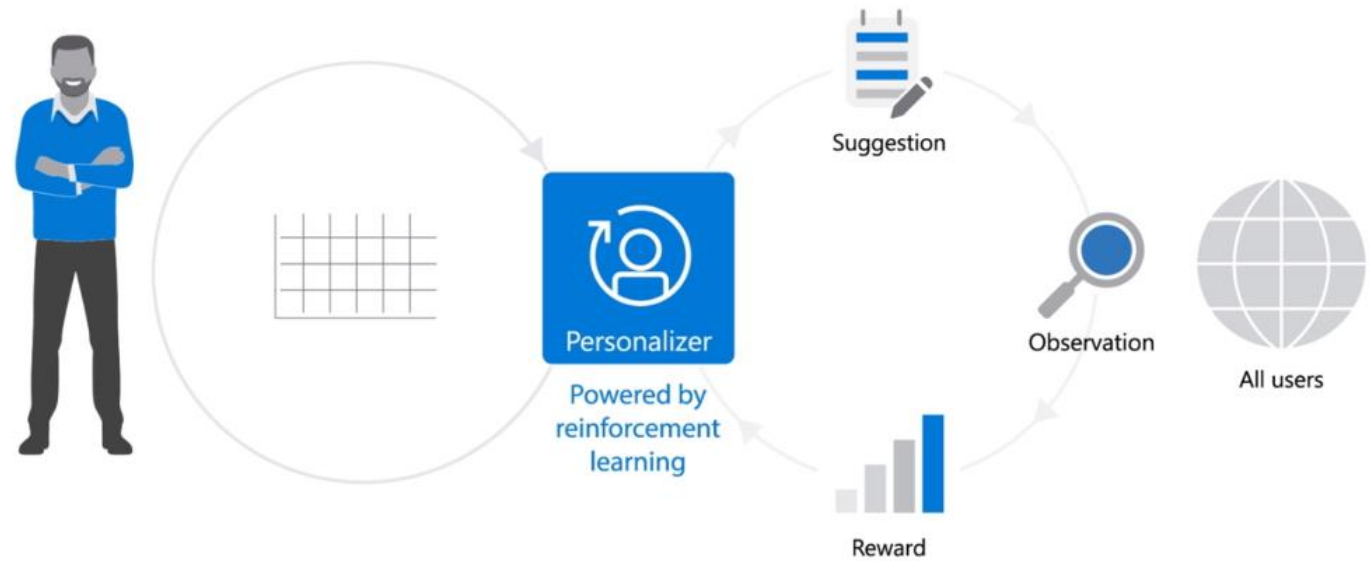 Suggestion
Personalizer
Powered by
reinforcement
learning
Observation
All users
Reward